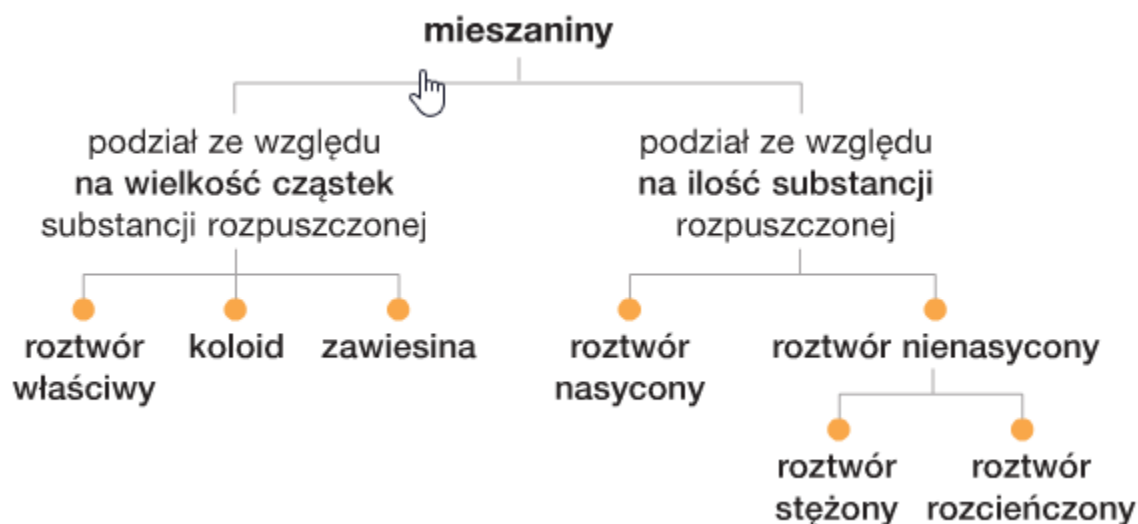 mieszaniny
podział ze względu
na wielkość cząstek
substancji rozpuszczonej
podział ze względu
na ilość substancji
rozpuszczonej
roztwór
właściwy
koloid
zawiesina
roztwór
nasycony
roztwór nienasycony
roztwór
stężony
roztwór
rozcieńczony